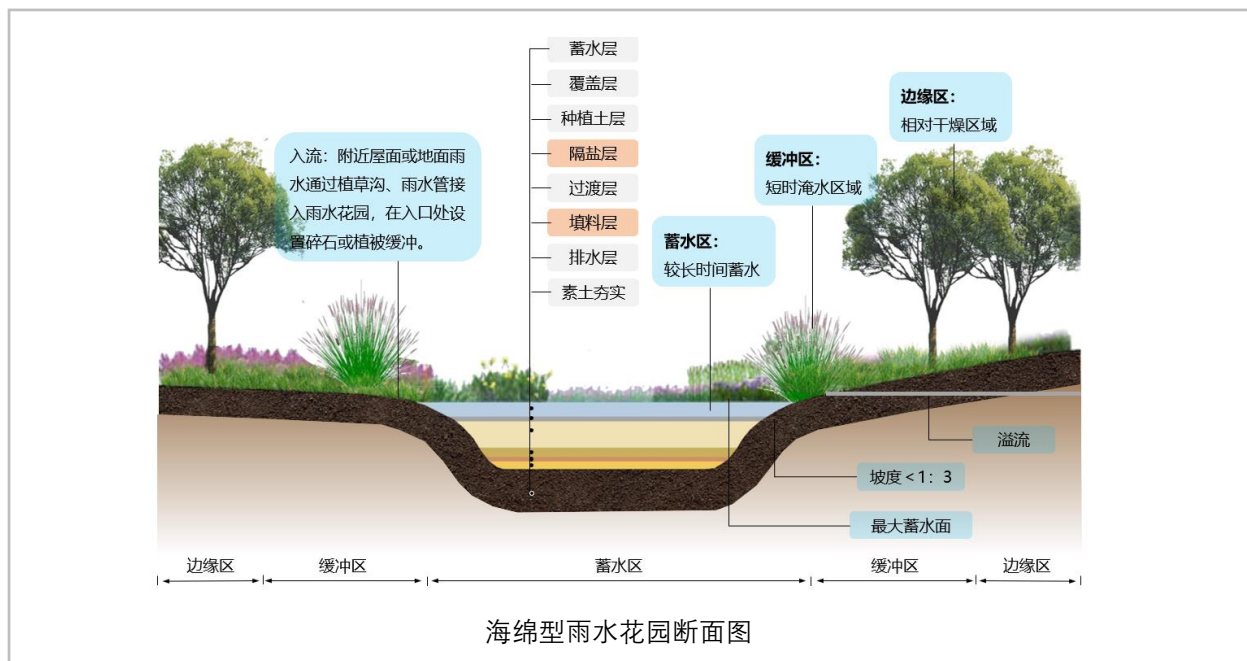 蓄水层
覆盖层
种植土层
隔盐层
过渡层
填料层
排水层
素土夯实
入流：附近屋面或地面雨
水通过植草沟、雨水管接
入雨水花园，在入口处设
置碎石或植被缓冲。
边缘区：
相对干燥区域
缓冲区：
短时淹水区域
蓄水区：
较长时间蓄水
溢流
坡度＜1：3
最大蓄水面
边缘区
缓冲区
蓄水区
缓冲区
边缘区
海绵型雨水花园断面图